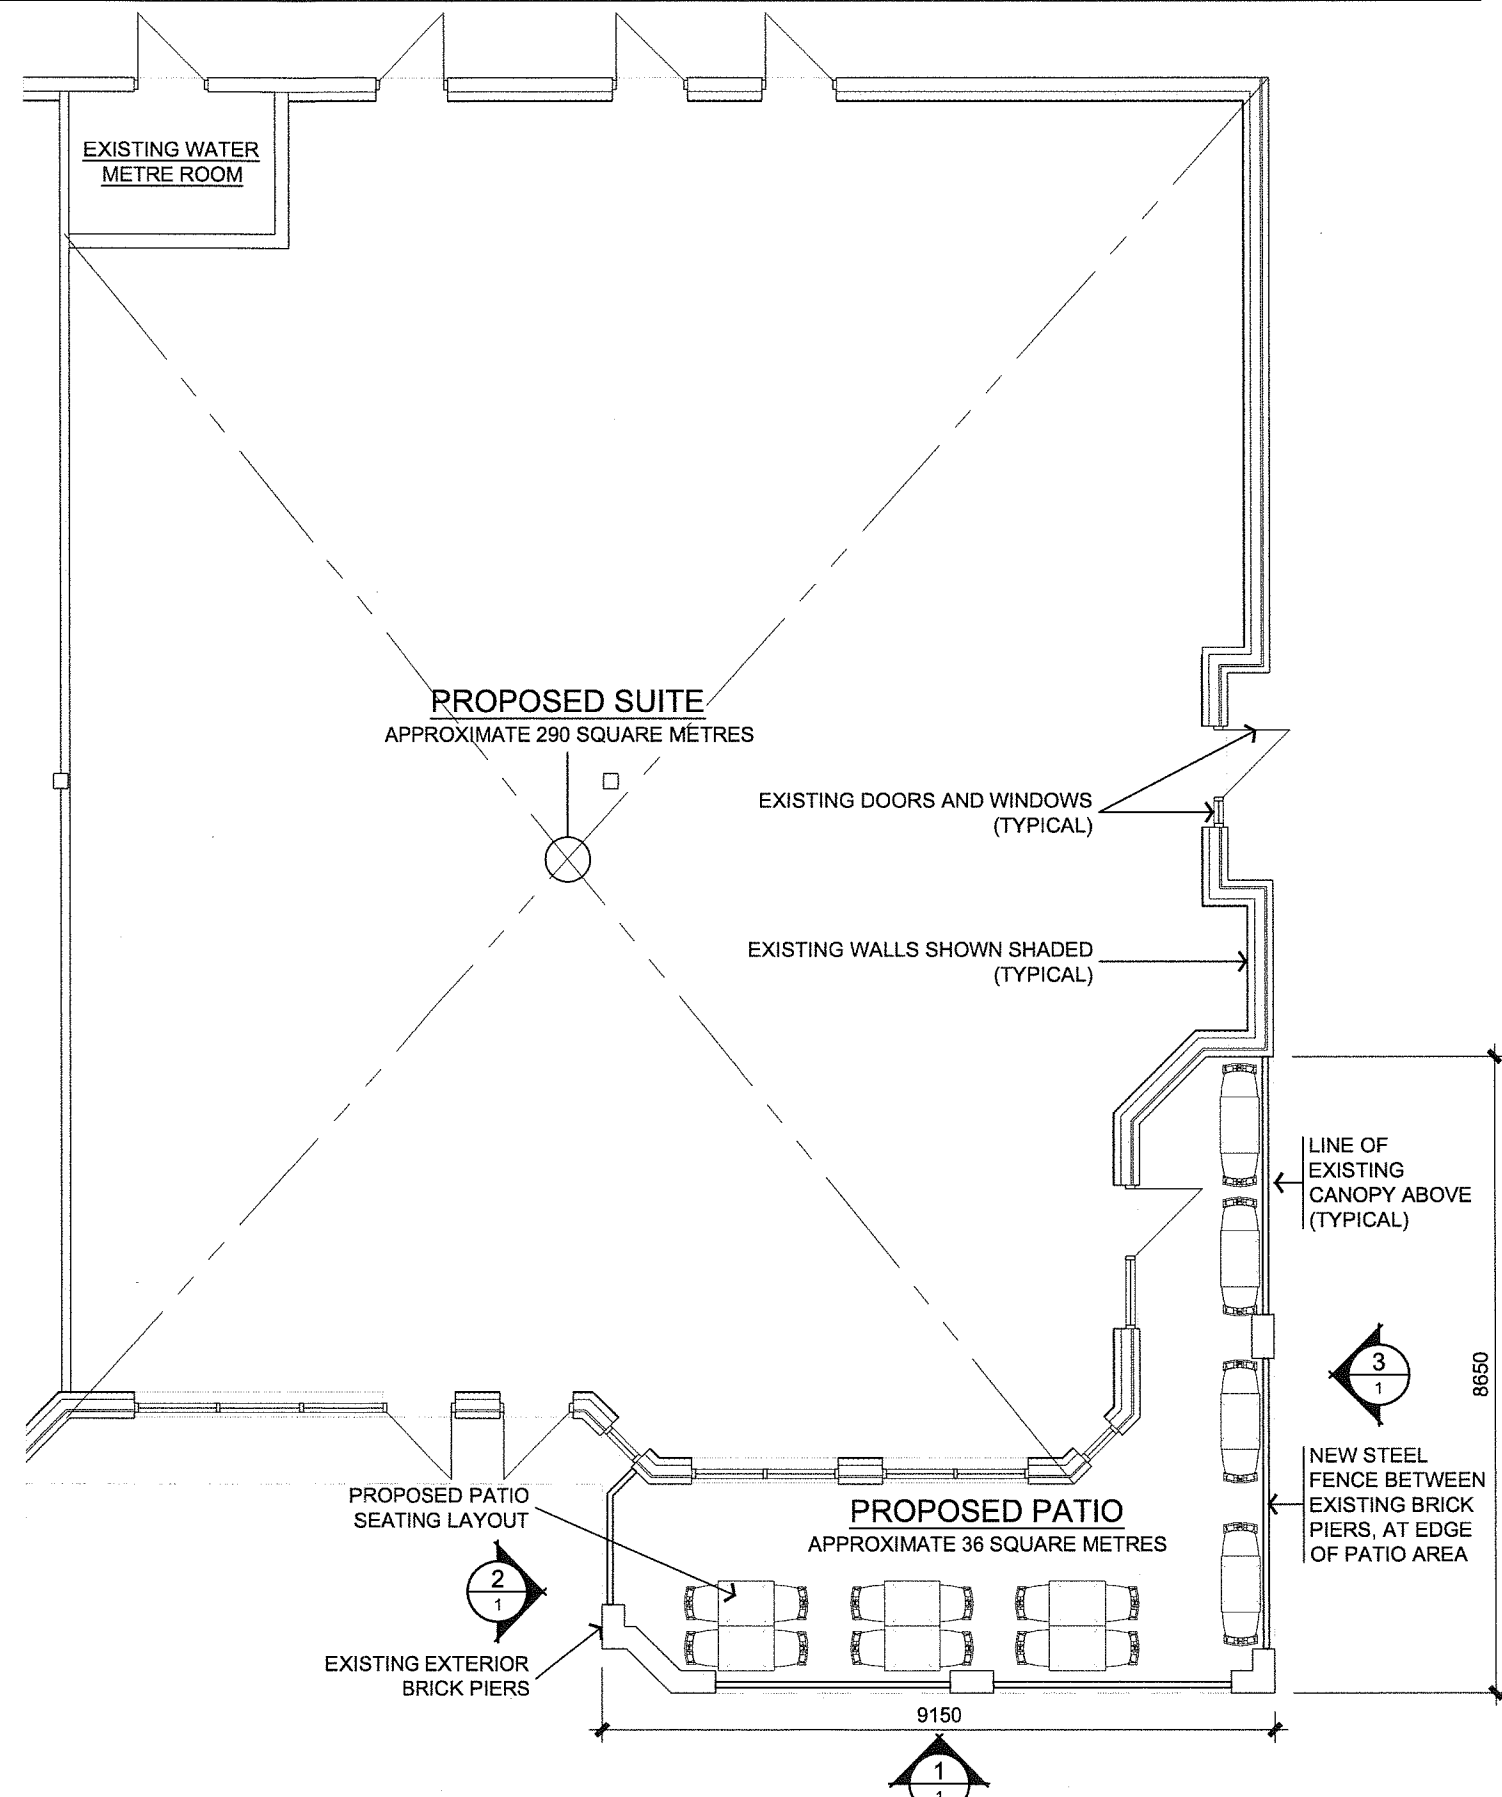 EXISTING WATER
METRE ROOM
PROPOSED SUITE
APPROXIMATE 290 SQUARE METRES
EXISTING DOORS AND WINDOWS
(TYPICAL)
EXISTING WALLS SHOWN SHADED
(TYPICAL)
LINE OF
EXISTING
CANOPY ABOVE
(TYPICAL)
3
1
8650
NEW STEEL
FENCE BETWEEN
EXISTING BRICK
PIERS, AT EDGE
OF PATIO AREA
PROPOSED PATIO
SEATING LAYOUT
PROPOSED PATIO
APPROXIMATE 36 SQUARE METRES
2
1
EXISTING EXTERIOR
BRICK PIERS
9150
1
1